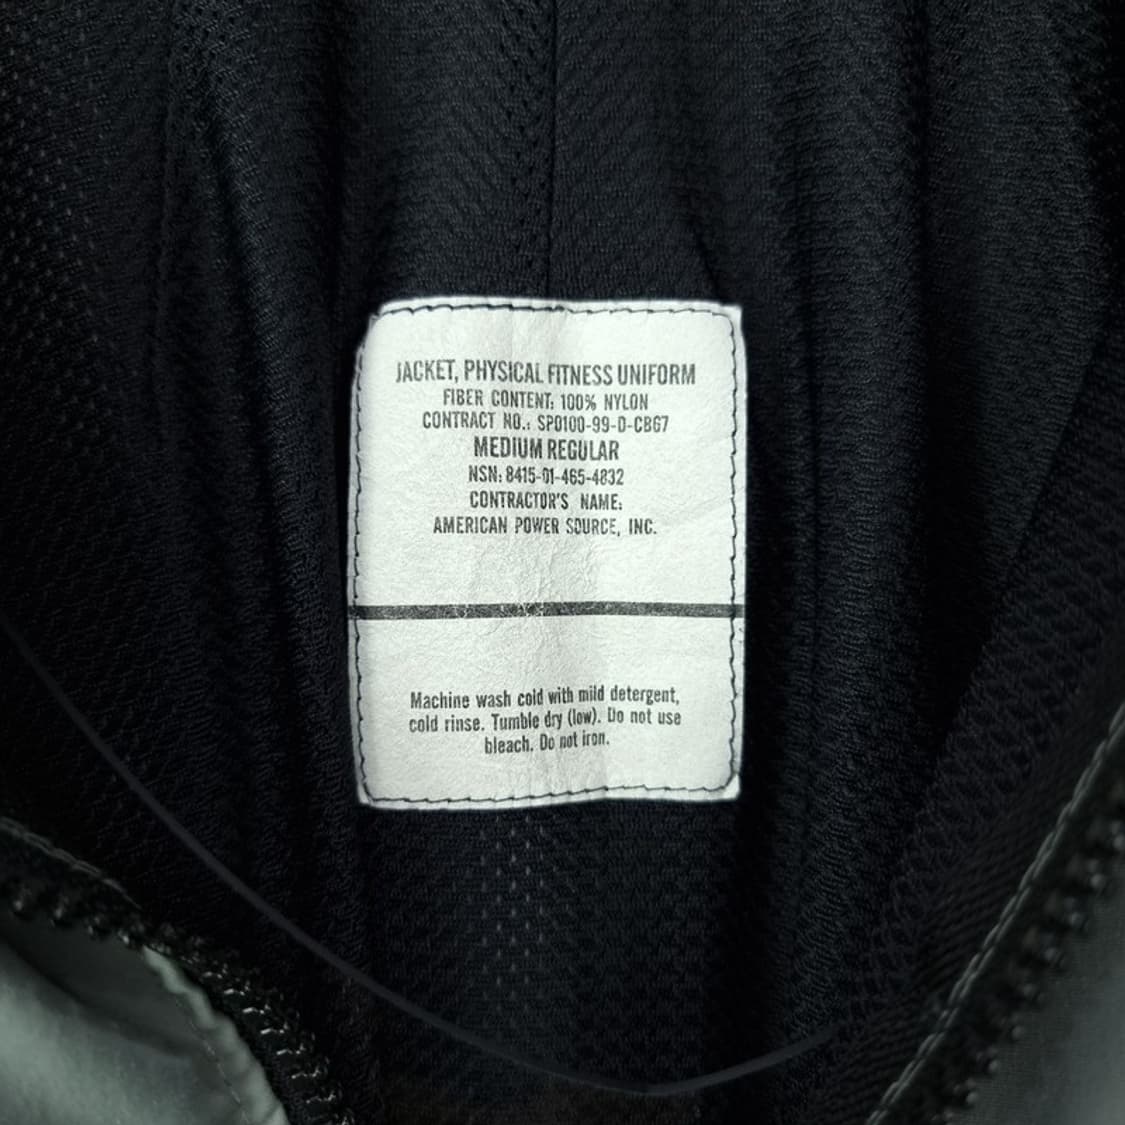 JACKET, PHYSICAL FITNESS UNIFORM
FIBER CONTENT: 100% NYLON
CONTRACT NO.: SPO100-99-D-CBG7
MEDIUM REGULAR
NSN: 8415-01-465-4832
CONTRACTOR'S NAME:
AMERICAN POWER SOURCE, INC.
Machine wash cold with mild detergent,
cold rinse. Tumble dry (low). Do not use
bleach. Do not iron.